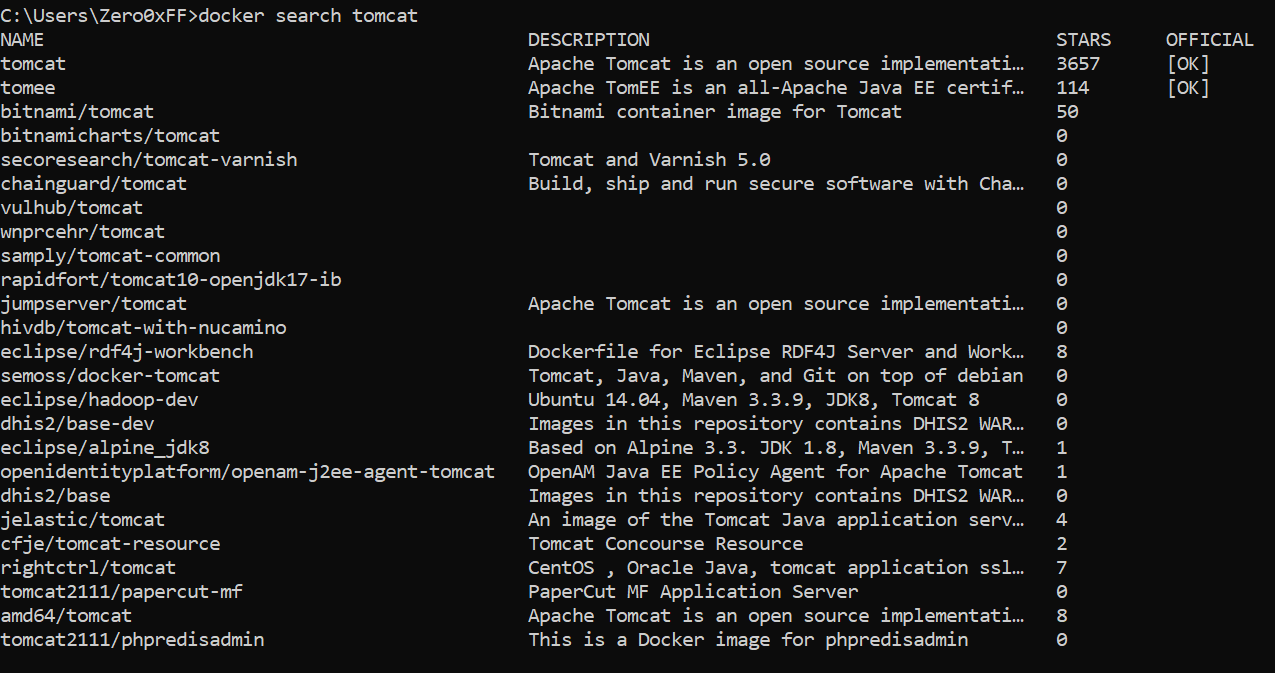 C:\Users\Zero0xFF>docker search tomcat
NAME DESCRIPTION STARS OFFICIAL
tomcat Apache Tomcat is an open source implementati… 3657 [OK]
tomee Apache TomEE is an all-Apache Java EE certif… 114 [OK]
bitnami/tomcat Bitnami container image for Tomcat 50
bitnamicharts/tomcat 0
secoresearch/tomcat-varnish Tomcat and Varnish 5.0 0
chainguard/tomcat Build, ship and run secure software with Cha… 0
vulhub/tomcat 0
wnprcehr/tomcat 0
samply/tomcat-common 0
rapidfort/tomcat10-openjdk17-ib 0
jumpserver/tomcat Apache Tomcat is an open source implementati… 0
hivdb/tomcat-with-nucamino 0
eclipse/rdf4j-workbench Dockerfile for Eclipse RDF4J Server and Work… 8
semoss/docker-tomcat Tomcat, Java, Maven, and Git on top of debian 0
eclipse/hadoop-dev Ubuntu 14.04, Maven 3.3.9, JDK8, Tomcat 8 0
dhis2/base-dev Images in this repository contains DHIS2 WAR… 0
eclipse/alpine_jdk8 Based on Alpine 3.3. JDK 1.8, Maven 3.3.9, T… 1
openidentityplatform/openam-j2ee-agent-tomcat OpenAM Java EE Policy Agent for Apache Tomcat 1
dhis2/base Images in this repository contains DHIS2 WAR… 0
jelastic/tomcat An image of the Tomcat Java application serv… 4
cfje/tomcat-resource Tomcat Concourse Resource 2
rightctrl/tomcat CentOS , Oracle Java, tomcat application ssl… 7
tomcat2111/papercut-mf PaperCut MF Application Server 0
amd64/tomcat Apache Tomcat is an open source implementati… 8
tomcat2111/phpredisadmin This is a Docker image for phpredisadmin 0